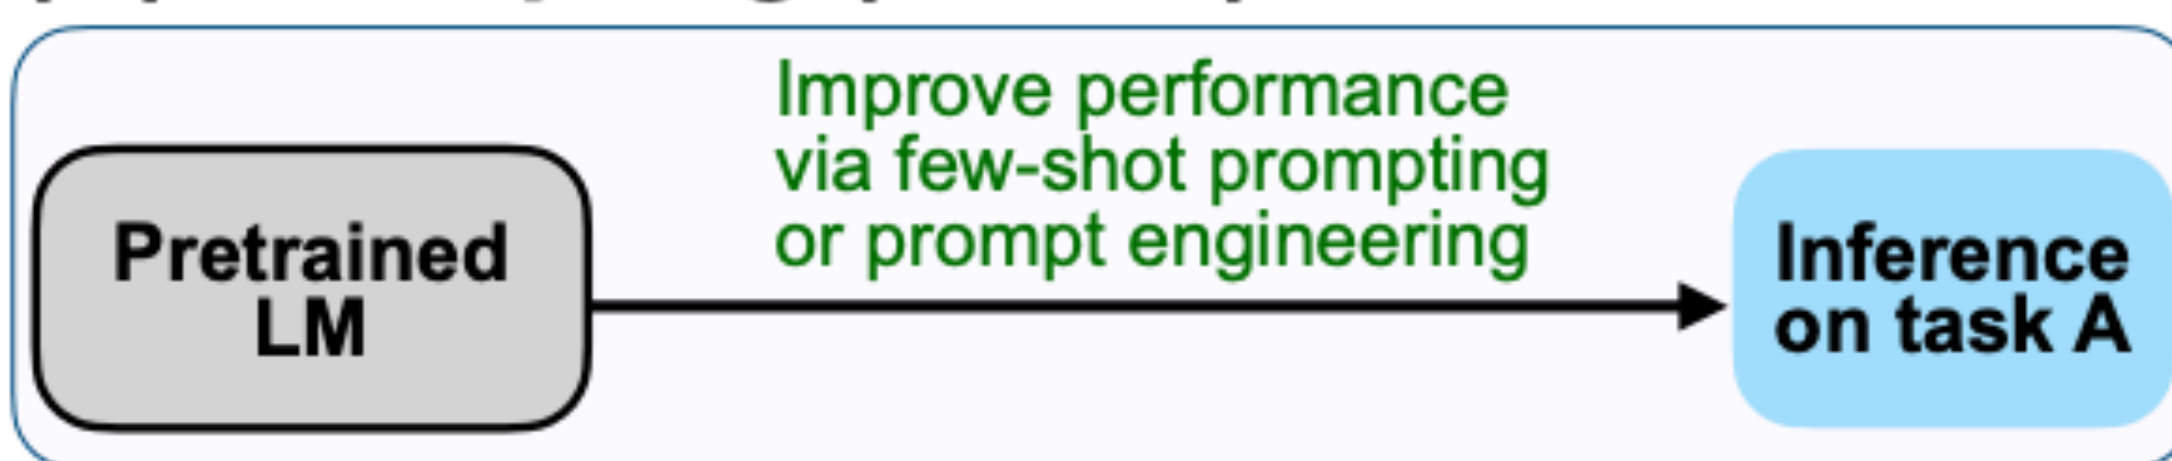 Improve performance
via few-shot prompting
or prompt engineering
Pretrained
LM
Inference
on task A